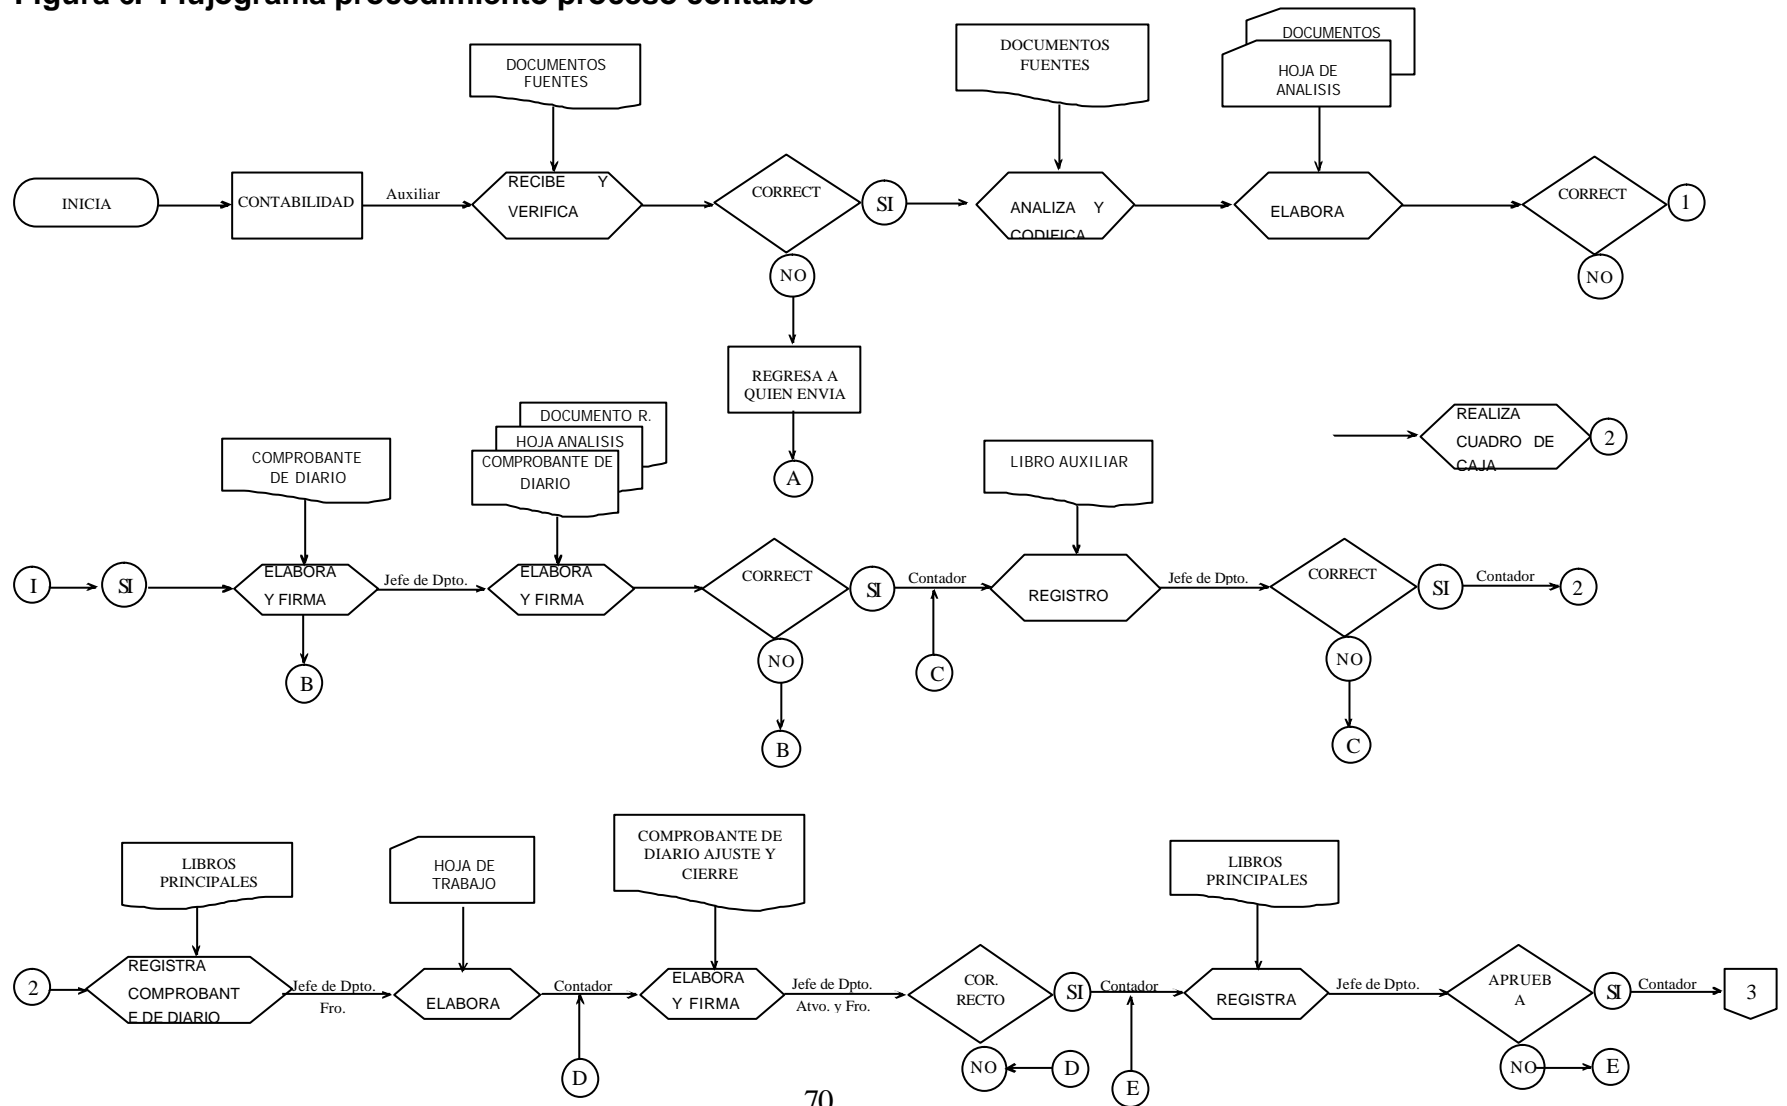 Figura 6. Flujograma procedimiento proceso contable
DOCUMENTOS
FUENTES
DOCUMENTOS
FUENTES
DOCUMENTOS
HOJA DE
ANALISIS
INICIA
CONTABILIDAD
Auxiliar
RECIBE Y
VERIFICA
CORRECT
SI
ANALIZA Y
CODIFICA
ELABORA
CORRECT
1
NO
NO
REGRESA A
QUIEN ENVIA
A
REALIZA
CUADRO DE
CAJA
2
COMPROBANTE
DE DIARIO
DOCUMENTO R.
HOJA ANALISIS
COMPROBANTE DE
DIARIO
LIBRO AUXILIAR
I
SI
ELABORA
Y FIRMA
Jefe de Dpto.
ELABORA
Y FIRMA
CORRECT
SI
Contador
REGISTRO
Jefe de Dpto.
CORRECT
SI
Contador
2
B
NO
B
C
NO
C
LIBROS
PRINCIPALES
HOJA DE
TRABAJO
COMPROBANTE DE
DIARIO AJUSTE Y
CIERRE
LIBROS
PRINCIPALES
2
REGISTRA
COMPROBANT
E DE DIARIO
Jefe de Dpto.
Fro.
ELABORA
Contador
ELABORA
Y FIRMA
Jefe de Dpto.
Atvo. y Fro.
COR.
RECTO
SI
Contador
REGISTRA
Jefe de Dpto.
APRUEB
A
SI
Contador
3
D
NO
D
E
NO
E
70